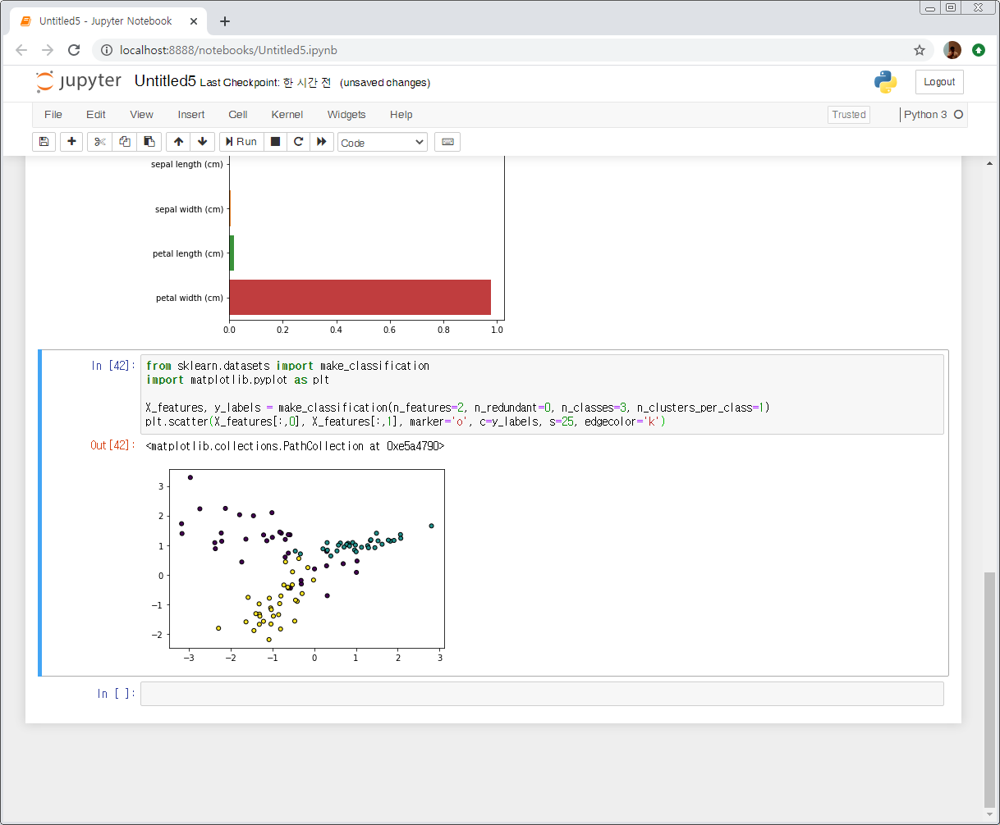 Untitled5 - Jupyter Notebook
localhost:8888/notebooks/Untitled5.ipynb
jupyter Untitled5 Last Checkpoint: 한 시간 전 (unsaved changes)
Logout
File Edit View Insert Cell Kernel Widgets Help
Trusted
Python 3
Run
Code
sepal length (cm)
sepal width (cm)
petal length (cm)
petal width (cm)
0.0 0.2 0.4 0.6 0.8 1.0
In [42]:
from sklearn.datasets import make_classification
import matplotlib.pyplot as plt
X_features, y_labels = make_classification(n_features=2, n_redundant=0, n_classes=3, n_clusters_per_class=1)
plt.scatter(X_features[:,0], X_features[:,1], marker='o', c=y_labels, s=25, edgecolor='k')
Out[42]:
<matplotlib.collections.PathCollection at 0xe5a4790>
3
2
1
0
−1
−2
−3 −2 −1 0 1 2 3
In [ ]: